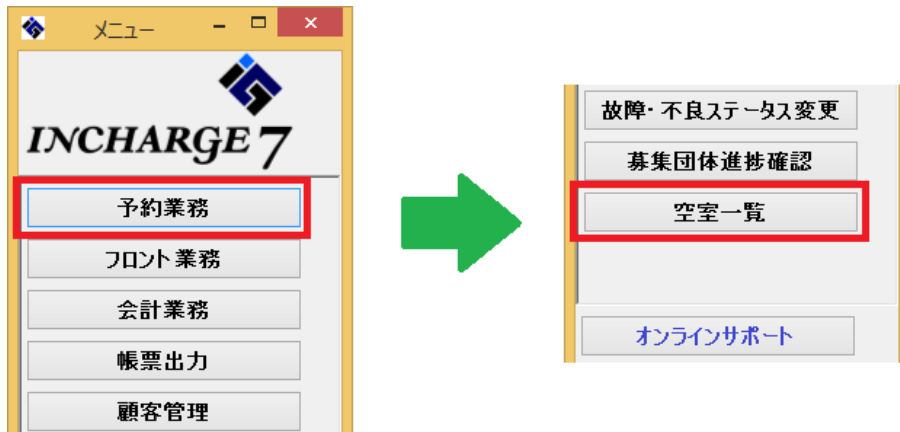 メニュー
INCHARGE 7
予約業務
フロント業務
会計業務
帳票出力
顧客管理
故障・不良ステータス変更
募集団体進捗確認
空室一覧
オンラインサポート